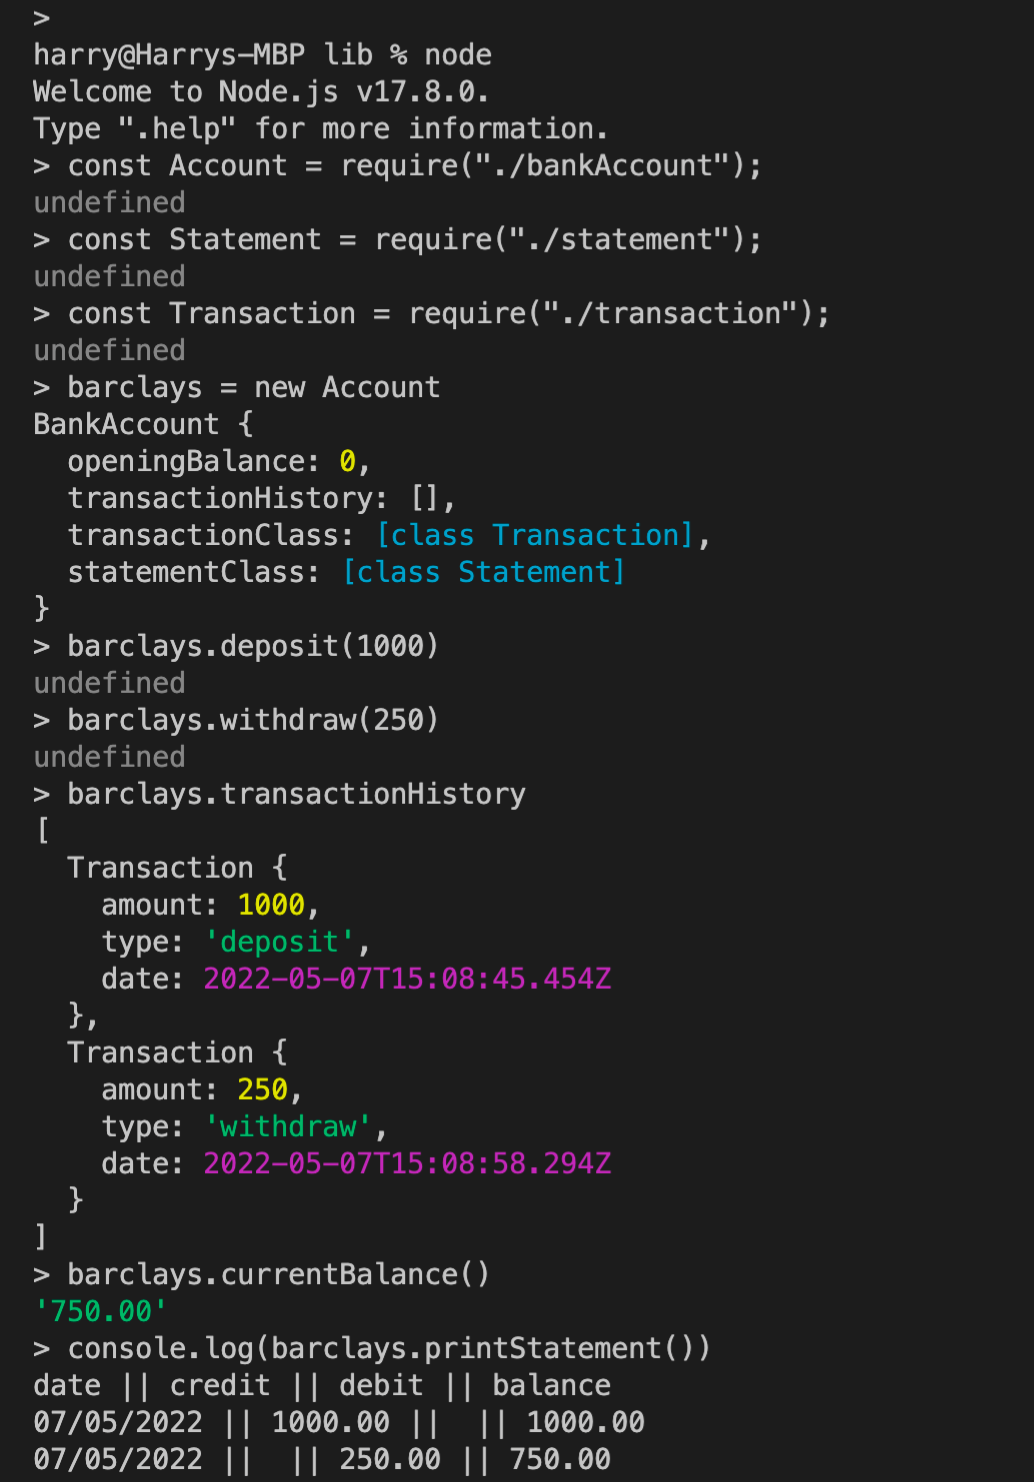 >
harry@Harrys-MBP lib % node
Welcome to Node.js v17.8.0.
Type ".help" for more information.
> const Account = require("./bankAccount");
undefined
> const Statement = require("./statement");
undefined
> const Transaction = require("./transaction");
undefined
> barclays = new Account
BankAccount {
  openingBalance: 0,
  transactionHistory: [],
  transactionClass: [class Transaction],
  statementClass: [class Statement]
}
> barclays.deposit(1000)
undefined
> barclays.withdraw(250)
undefined
> barclays.transactionHistory
[
  Transaction {
    amount: 1000,
    type: 'deposit',
    date: 2022-05-07T15:08:45.454Z
  },
  Transaction {
    amount: 250,
    type: 'withdraw',
    date: 2022-05-07T15:08:58.294Z
  }
]
> barclays.currentBalance()
'750.00'
> console.log(barclays.printStatement())
date || credit || debit || balance
07/05/2022 || 1000.00 ||  || 1000.00
07/05/2022 ||  || 250.00 || 750.00